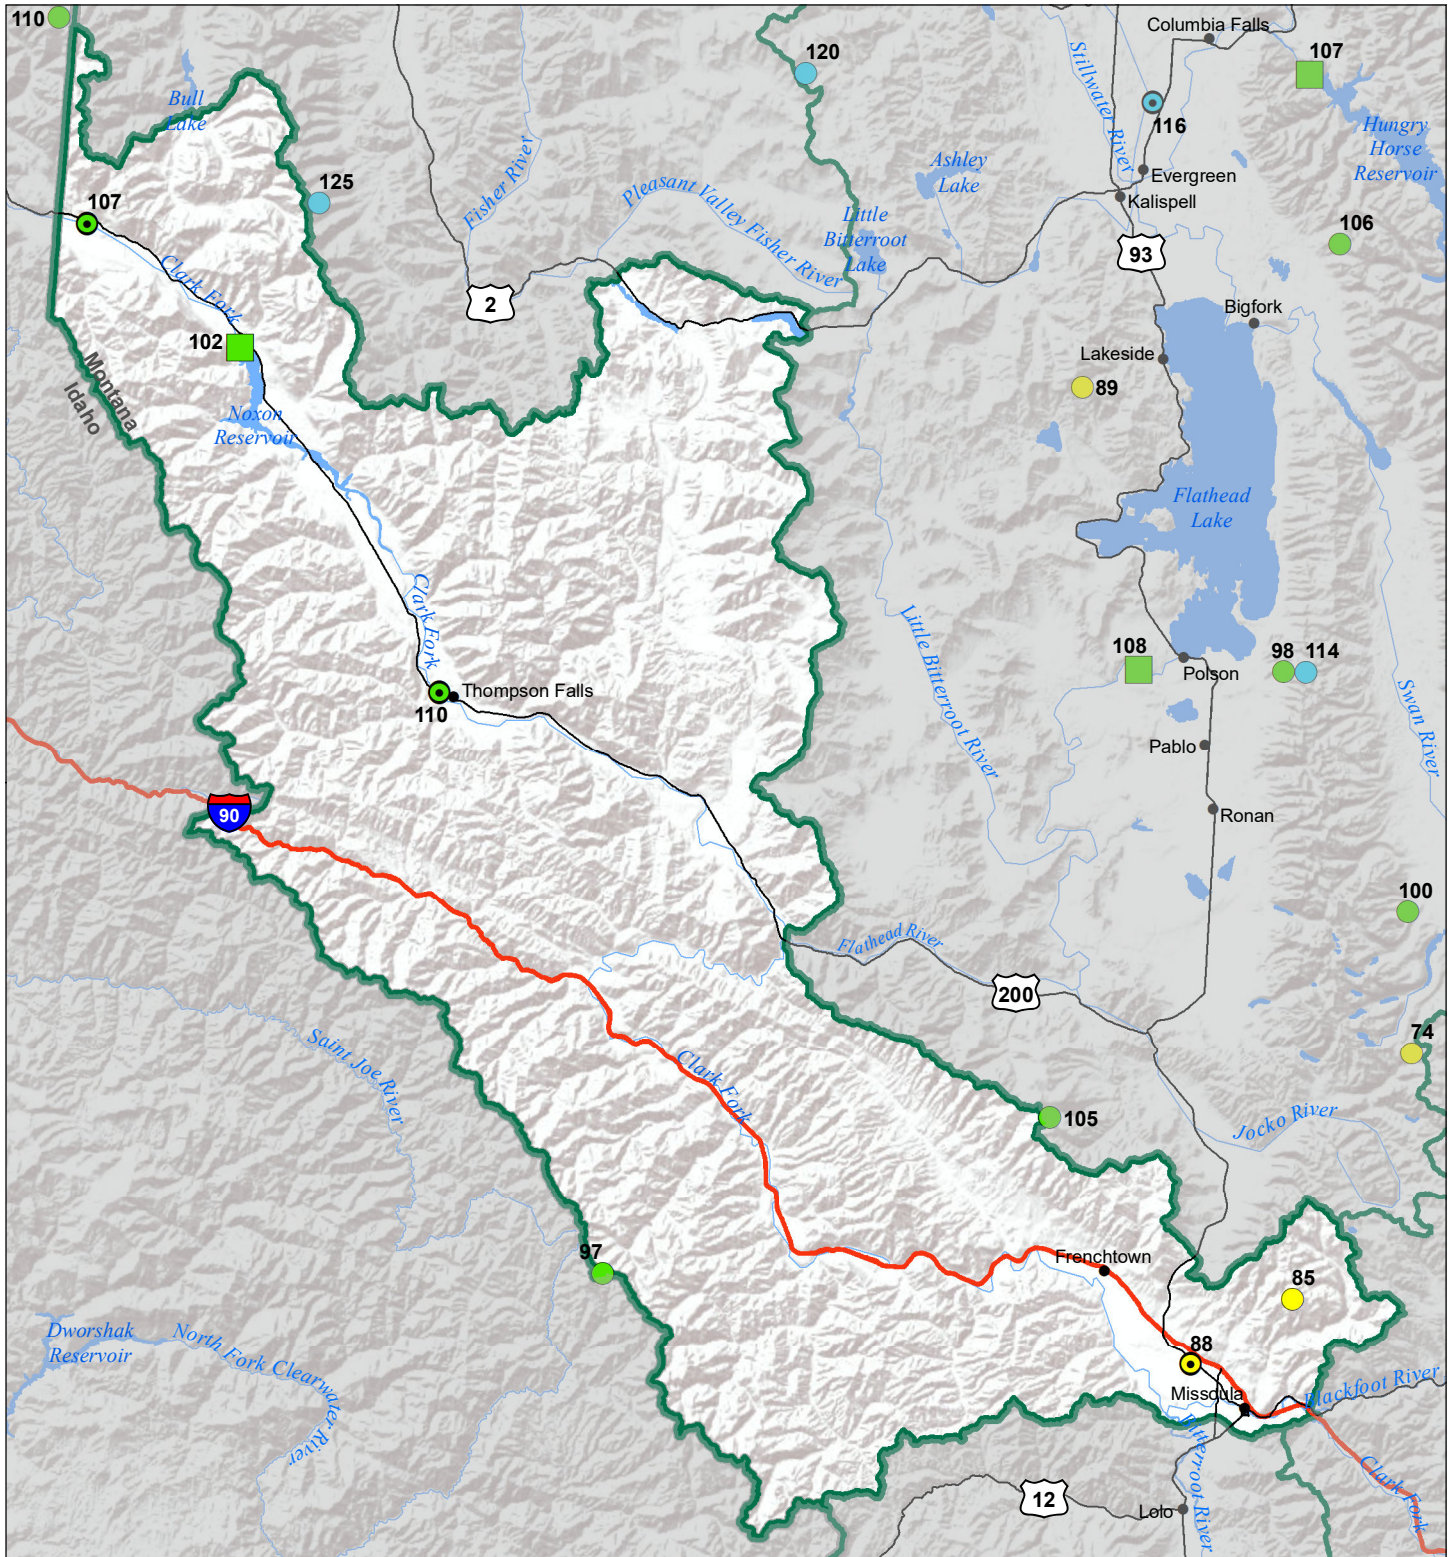 110
120
Columbia Falls
107
Stillwater River
116
Bull
Lake
Hungry
Horse
Reservoir
Fisher River
Ashley
Lake
Evergreen
125
Pleasant Valley Fisher River
Kalispell
107
Little
Bitterroot
Lake
106
93
Clark Fork
2
Bigfork
102
Lakeside
89
Montana
Idaho
Noxon
Reservoir
Flathead
Lake
Clark Fork
Little Bitterroot River
108
98
114
Polson
Thompson Falls
110
Swan River
Pablo
90
Ronan
100
Flathead River
200
74
Saint Joe River
Clark Fork
105
Jocko River
97
Frenchtown
85
Dworshak
Reservoir
North Fork Clearwater
River
88
Missoula
Blackfoot River
Bitterroot River
Clark Fork
12
Lolo